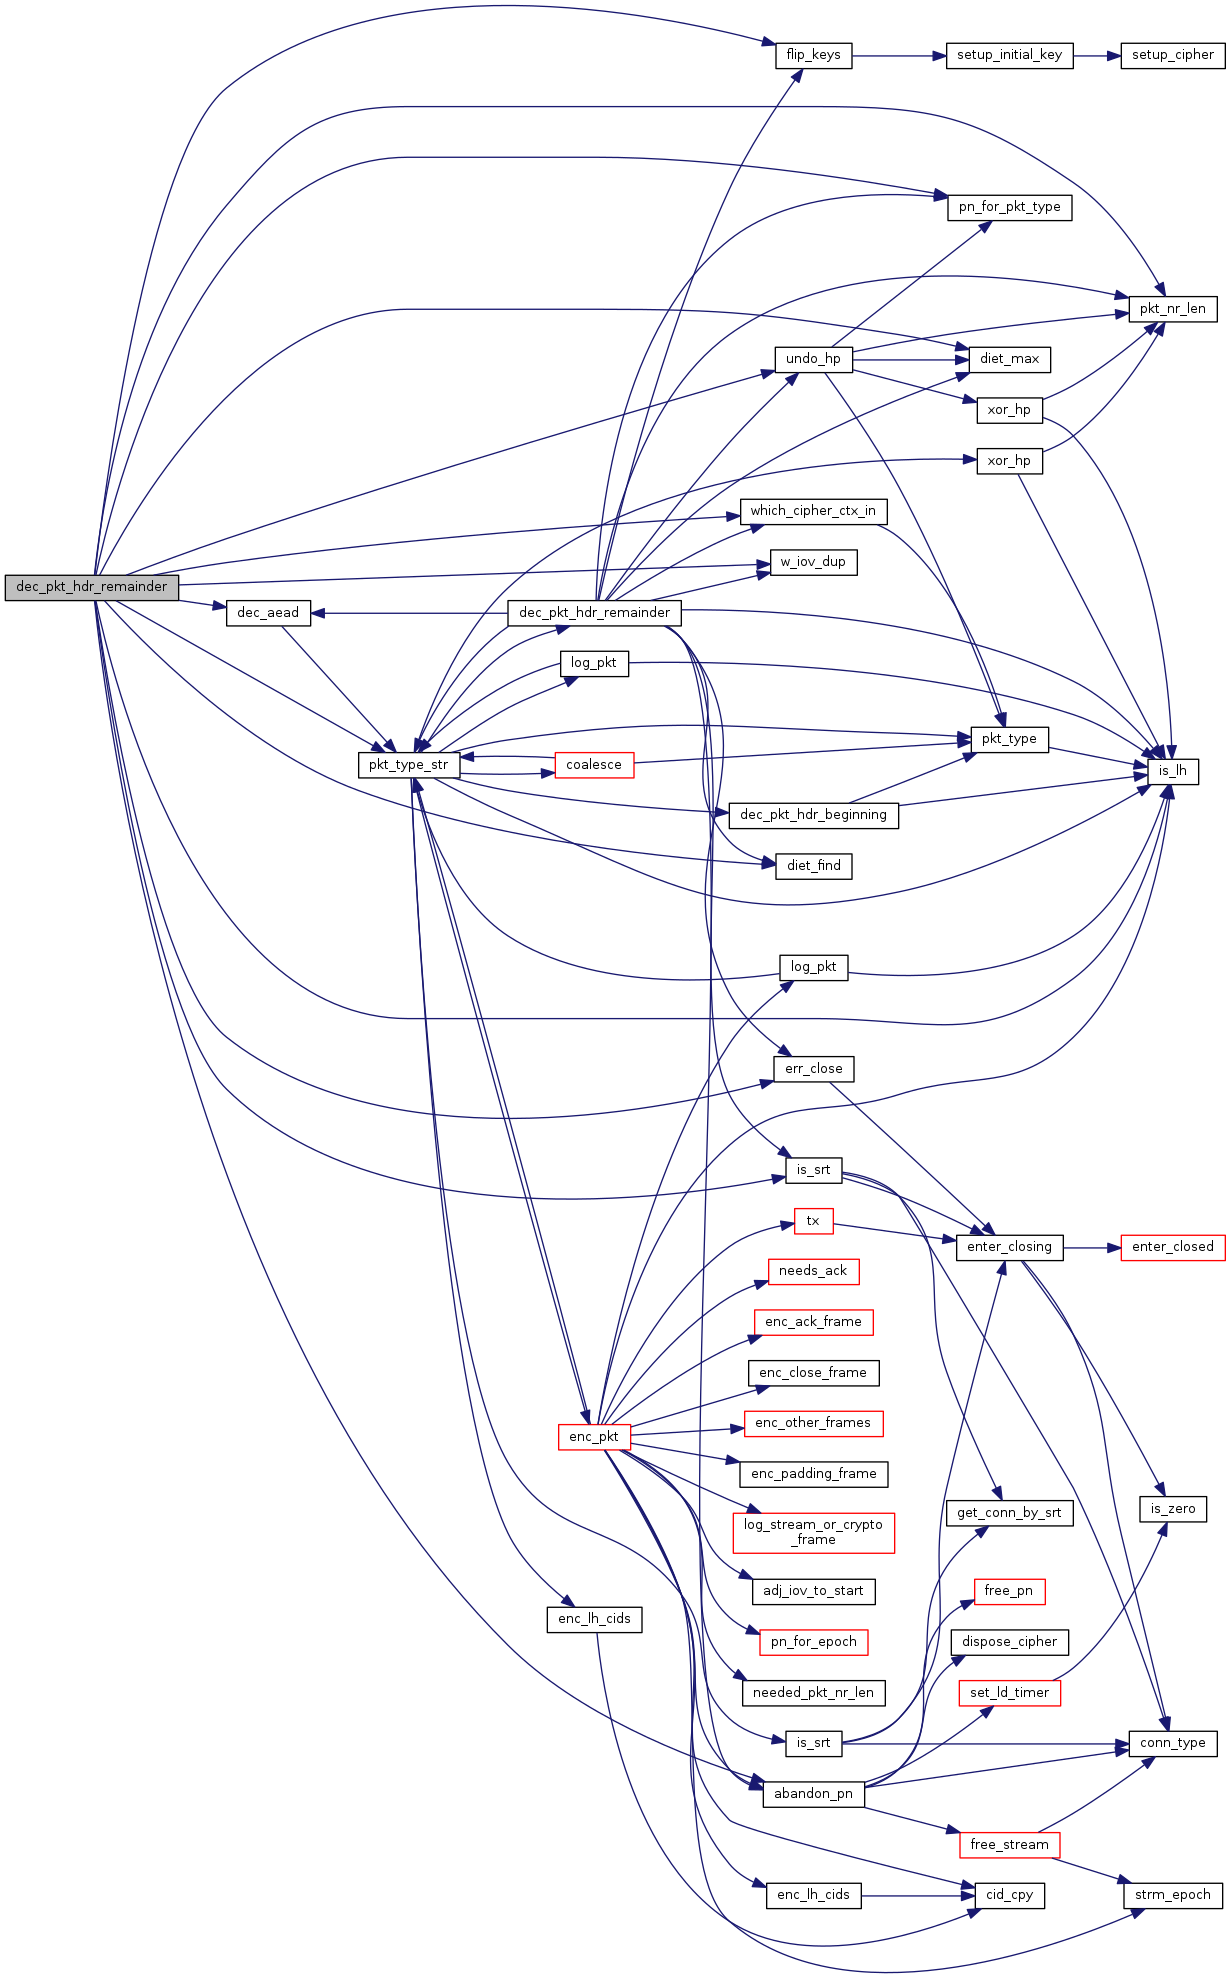 flip_keys
setup_initial_key
setup_cipher
pn_for_pkt_type
pkt_nr_len
undo_hp
diet_max
xor_hp
xor_hp
which_cipher_ctx_in
w_iov_dup
dec_pkt_hdr_remainder
dec_aead
dec_pkt_hdr_remainder
log_pkt
pkt_type
pkt_type_str
coalesce
is_lh
dec_pkt_hdr_beginning
diet_find
log_pkt
err_close
is_srt
tx
enter_closing
enter_closed
needs_ack
enc_ack_frame
enc_close_frame
enc_other_frames
enc_pkt
enc_padding_frame
get_conn_by_srt
is_zero
log_stream_or_crypto
_frame
adj_iov_to_start
free_pn
enc_lh_cids
pn_for_epoch
dispose_cipher
needed_pkt_nr_len
set_ld_timer
is_srt
conn_type
abandon_pn
free_stream
enc_lh_cids
cid_cpy
strm_epoch